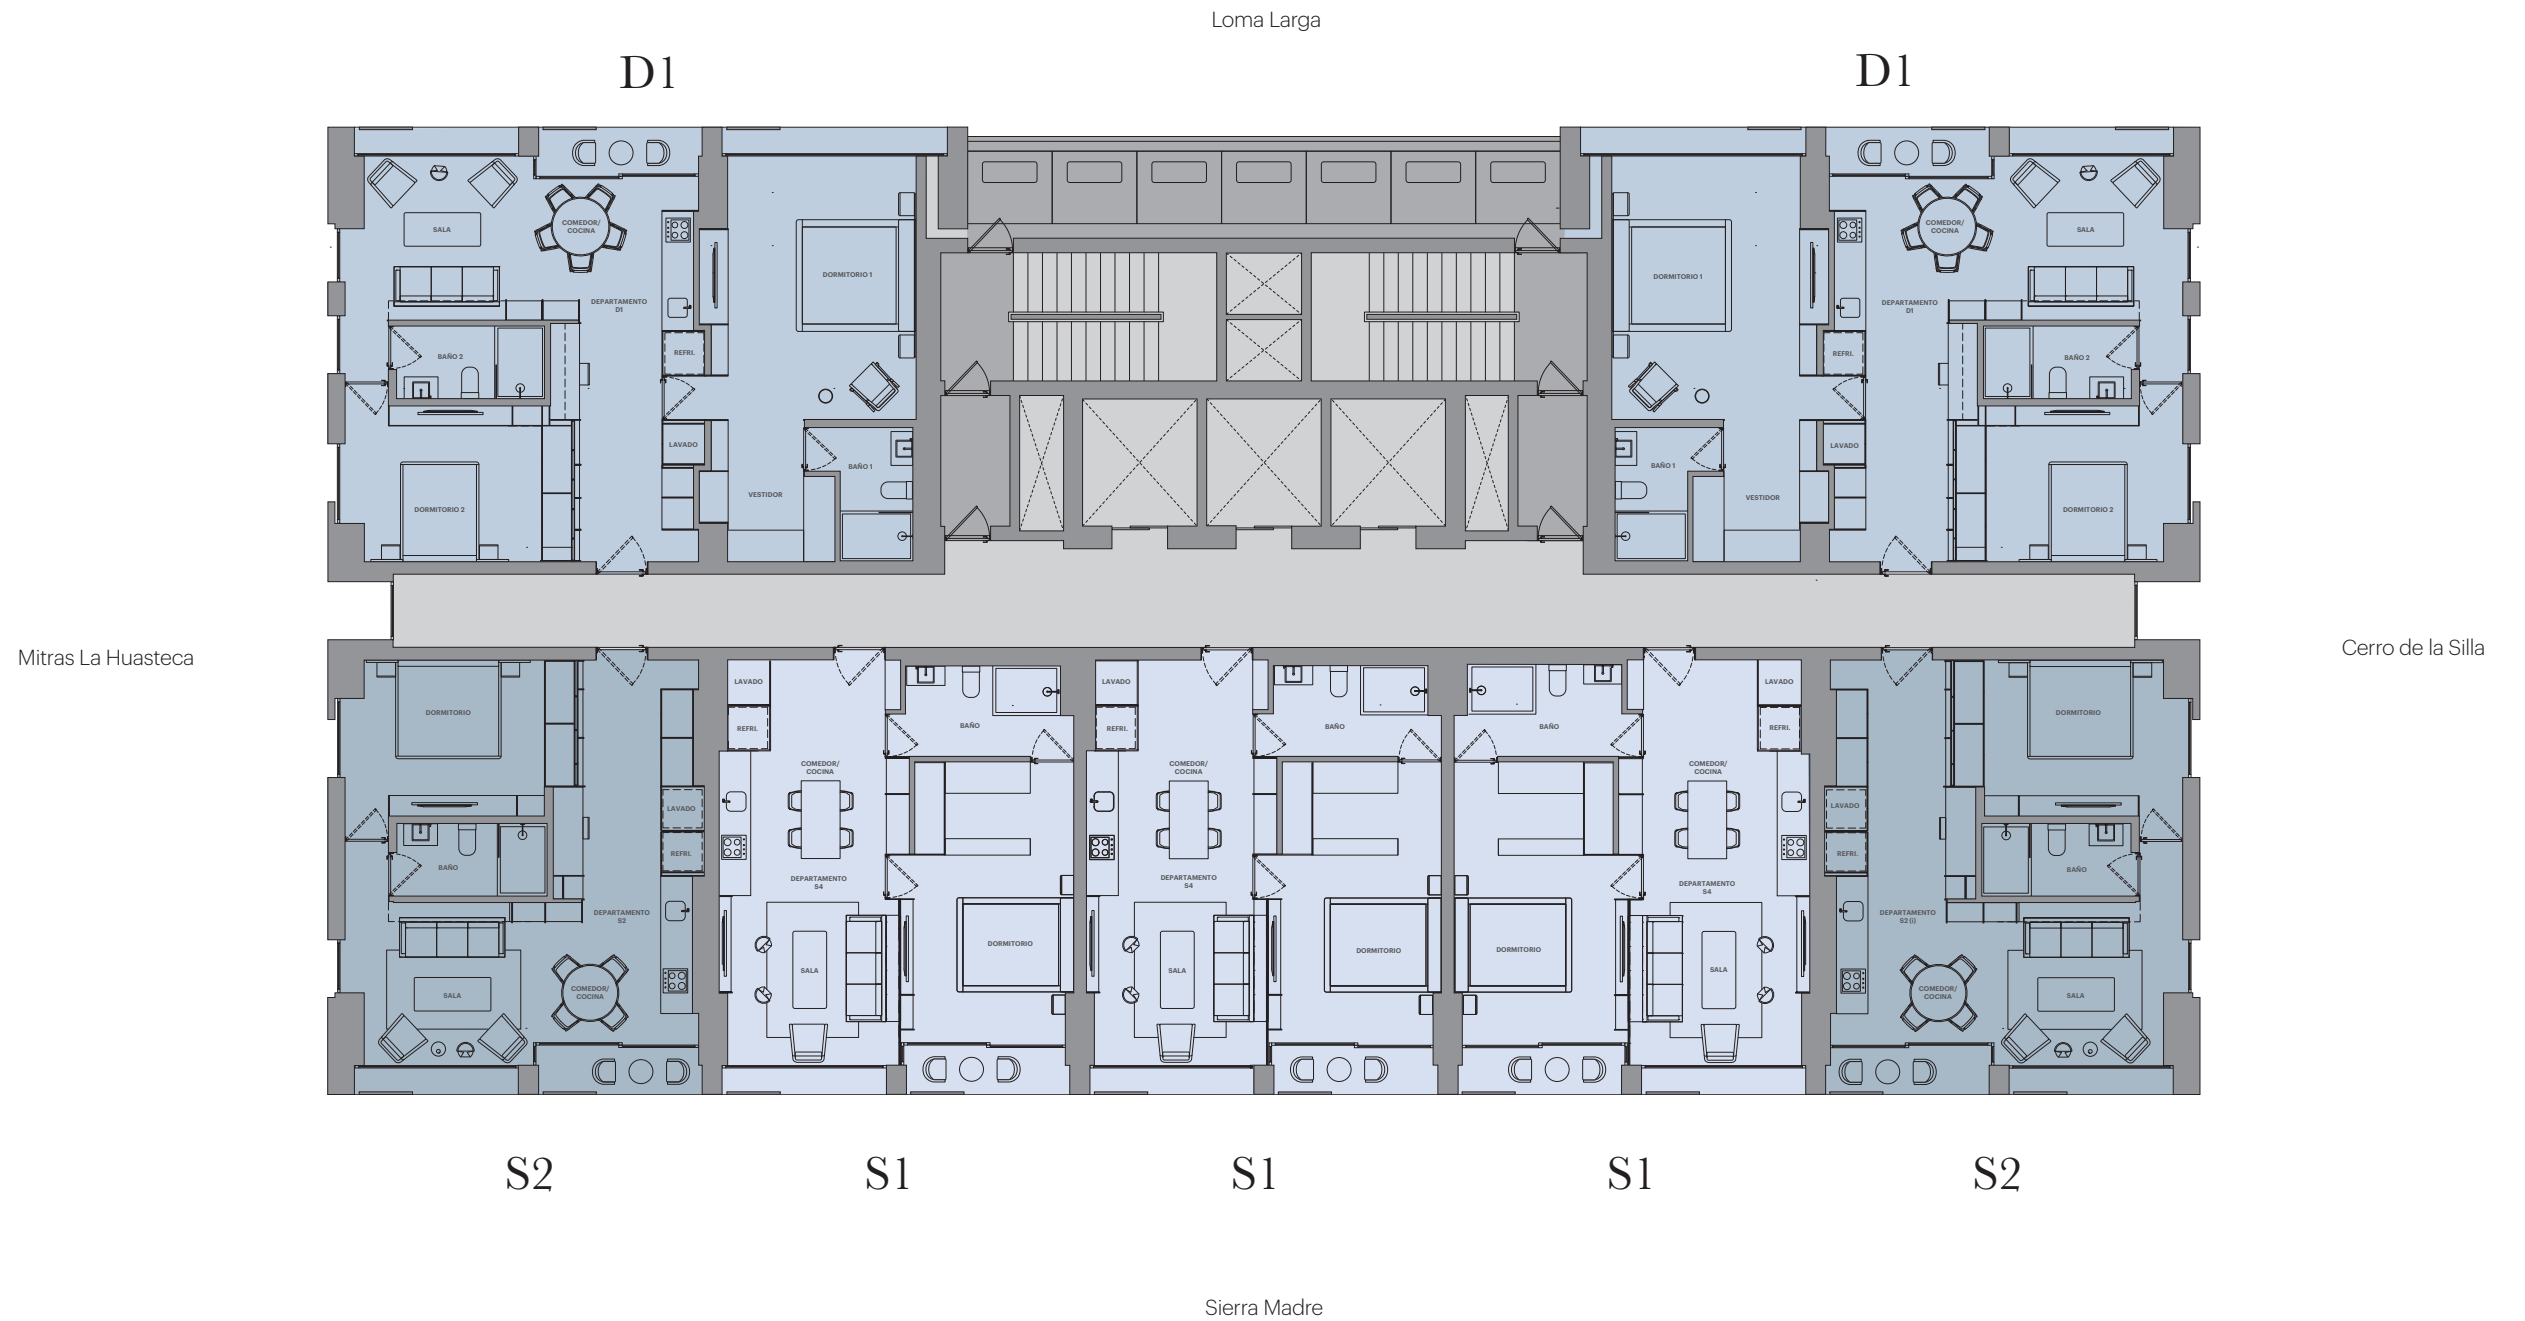 Loma Larga
D1
D1
SALA
COMEDOR/
COCINA
DORMITORIO 1
DEPARTAMENTO
D1
REFRI.
BAÑO 2
LAVADO
BAÑO 1
VESTIDOR
DORMITORIO 2
DORMITORIO 1
COMEDOR/
COCINA
SALA
DEPARTAMENTO
D1
REFRI.
BAÑO 2
LAVADO
BAÑO 1
VESTIDOR
DORMITORIO 2
Mitras La Huasteca
Cerro de la Silla
DORMITORIO
LAVADO
REFRI.
BAÑO
DEPARTAMENTO
S2
SALA
COMEDOR/
COCINA
LAVADO
REFRI.
BAÑO
COMEDOR/
COCINA
DEPARTAMENTO
S4
DORMITORIO
SALA
LAVADO
REFRI.
BAÑO
COMEDOR/
COCINA
DEPARTAMENTO
S4
DORMITORIO
SALA
BAÑO
LAVADO
REFRI.
COMEDOR/
COCINA
DEPARTAMENTO
S4
DORMITORIO
SALA
DORMITORIO
LAVADO
REFRI.
BAÑO
DEPARTAMENTO
S2 (i)
COMEDOR/
COCINA
SALA
S2
S1
S1
S1
S2
Sierra Madre